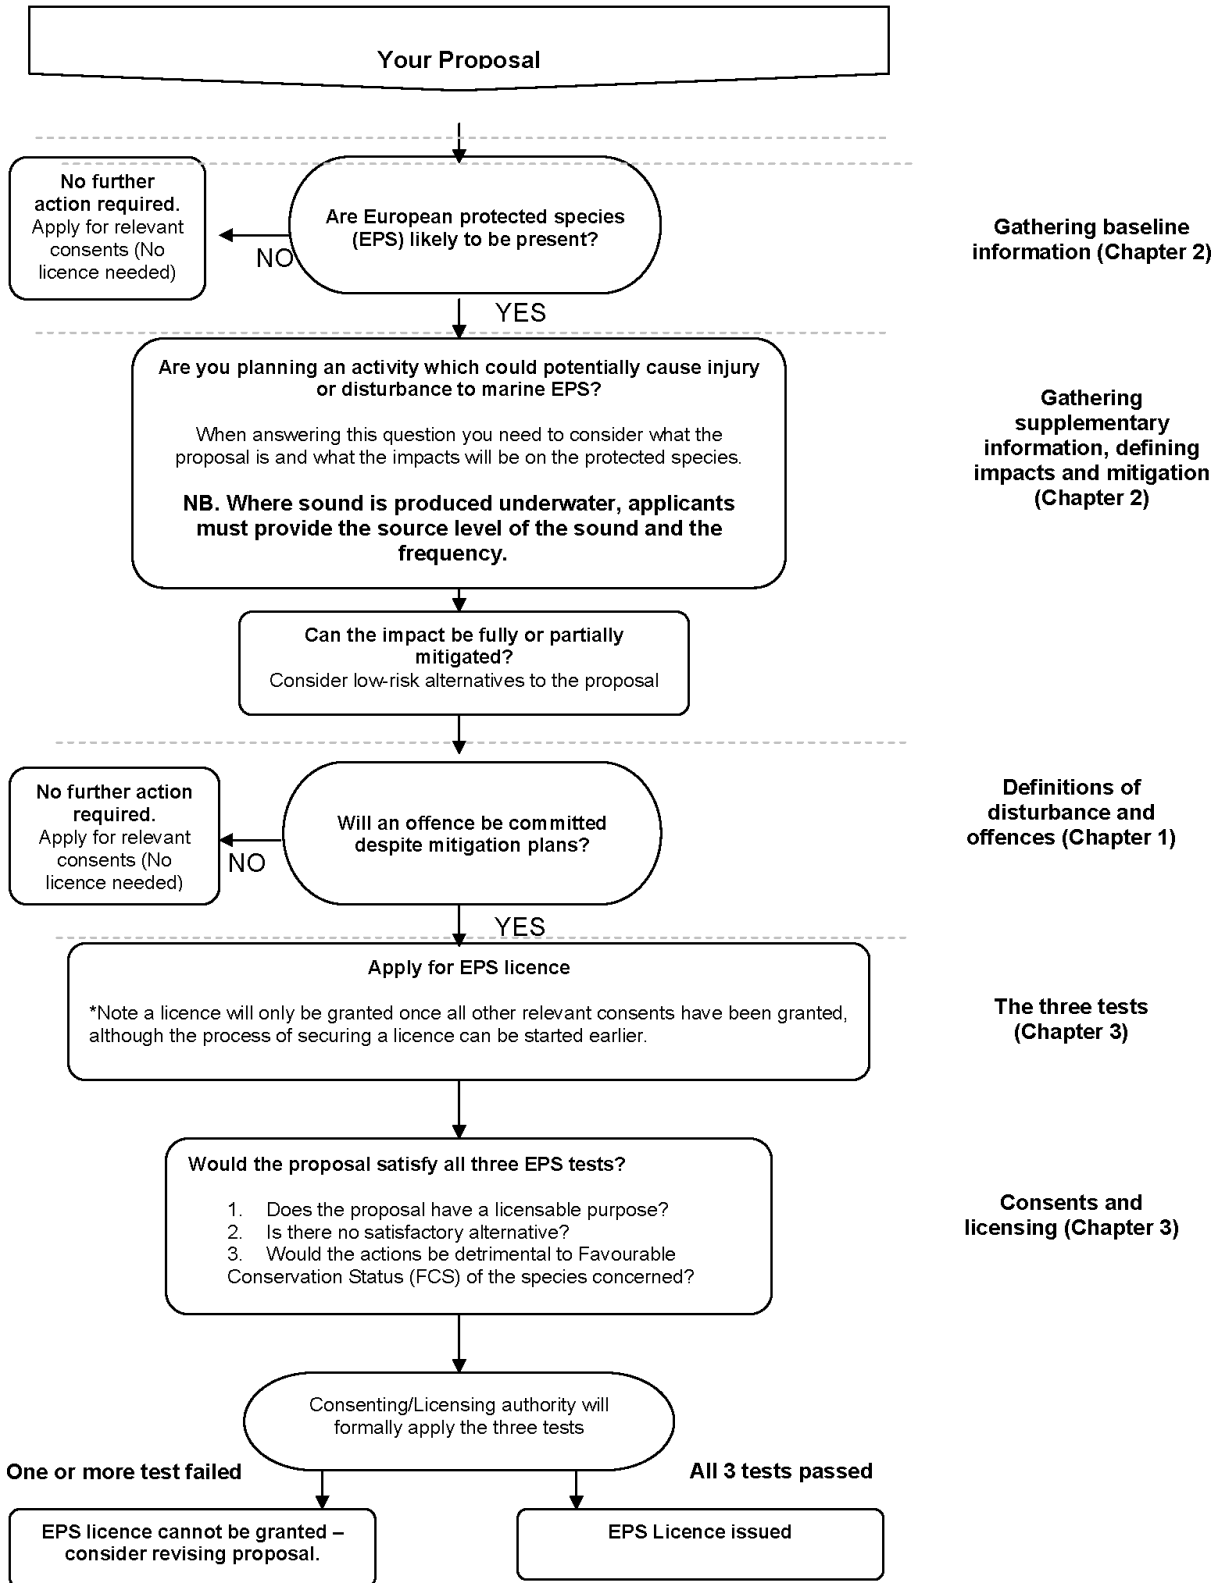 Your Proposal
No further
action required.
Apply for relevant
consents (No
licence needed)
NO
Are European protected species
(EPS) likely to be present?
YES
Gathering baseline
information (Chapter 2)
Are you planning an activity which could potentially cause injury
or disturbance to marine EPS?
When answering this question you need to consider what the
proposal is and what the impacts will be on the protected species.
NB. Where sound is produced underwater, applicants
must provide the source level of the sound and the
frequency.
Gathering
supplementary
information, defining
impacts and mitigation
(Chapter 2)
Can the impact be fully or partially
mitigated?
Consider low-risk alternatives to the proposal
No further action
required.
Apply for relevant
consents (No
licence needed)
NO
Will an offence be committed
despite mitigation plans?
YES
Definitions of
disturbance and
offences (Chapter 1)
Apply for EPS licence
*Note a licence will only be granted once all other relevant consents have been granted,
although the process of securing a licence can be started earlier.
The three tests
(Chapter 3)
Would the proposal satisfy all three EPS tests?
1. Does the proposal have a licensable purpose?
2. Is there no satisfactory alternative?
3. Would the actions be detrimental to Favourable
Conservation Status (FCS) of the species concerned?
Consents and
licensing (Chapter 3)
Consenting/Licensing authority will
formally apply the three tests
One or more test failed
All 3 tests passed
EPS licence cannot be granted –
consider revising proposal.
EPS Licence issued